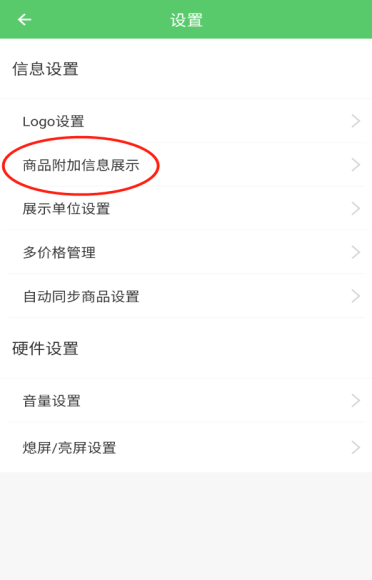 设置
信息设置
Logo设置
商品附加信息展示
展示单位设置
多价格管理
自动同步商品设置
硬件设置
音量设置
熄屏/亮屏设置